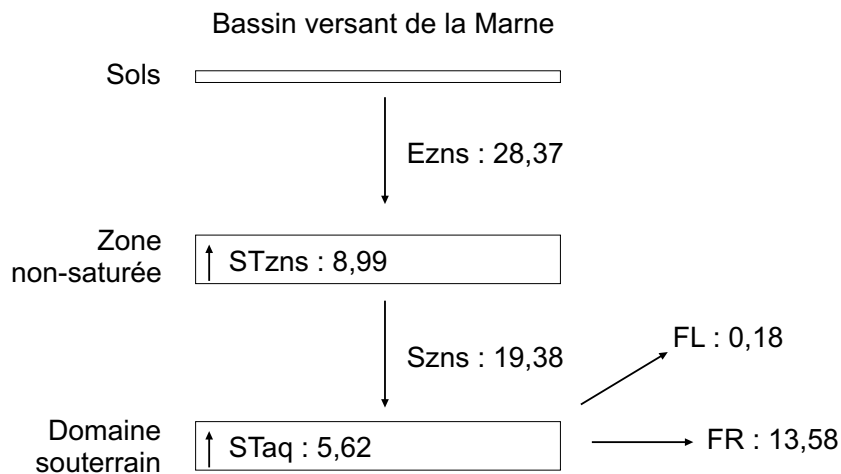 Bassin versant de la Marne
Sols
Ezns : 28,37
Zone
non-saturée
STzns : 8,99
Szns : 19,38
FL : 0,18
Domaine
souterrain
STaq : 5,62
FR : 13,58